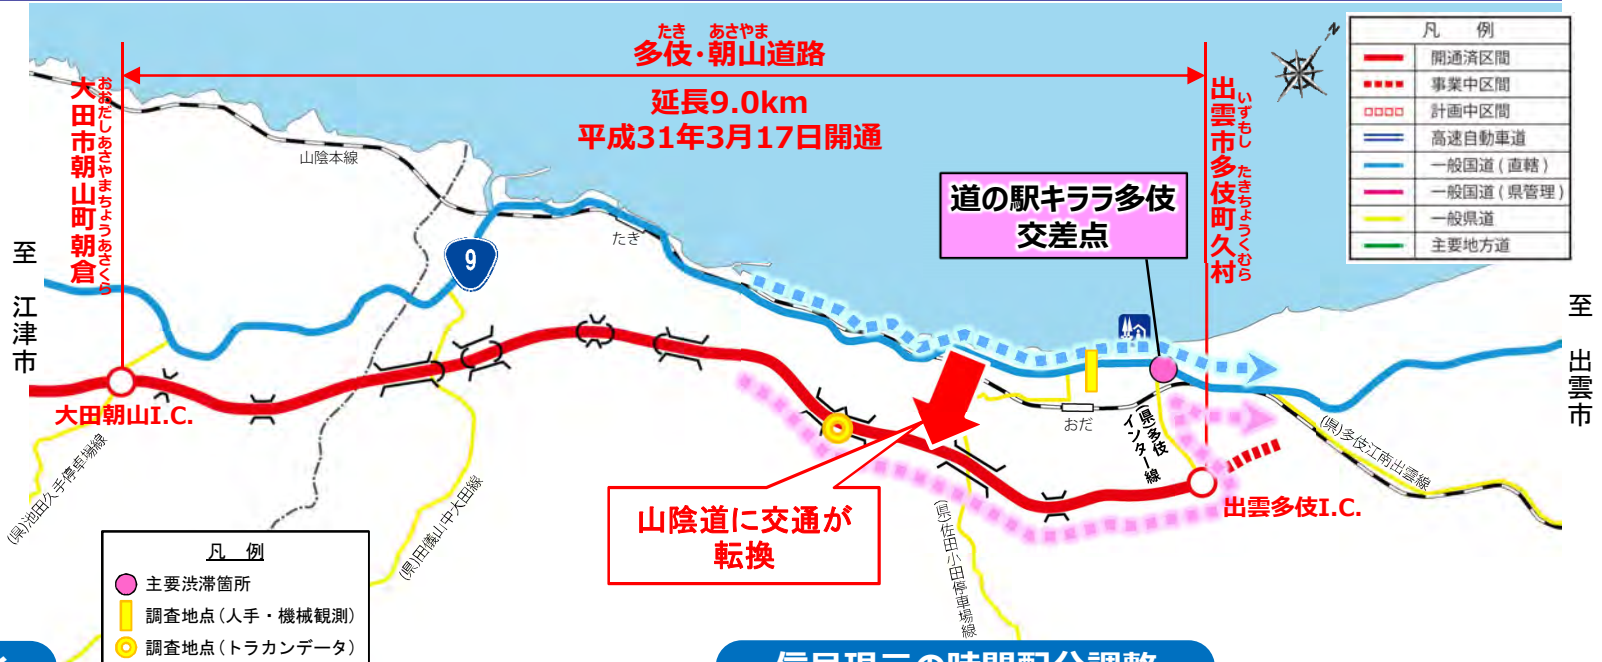 たき あさやま
多伎・朝山道路
延長9.0km
平成31年3月17日開通
大田市朝山町朝倉
おおだしあさやまちょうあさくら
出雲市多伎町久村
いずもし たきちょうくむら
凡 例
開通済区間
事業中区間
計画中区間
高速自動車道
一般国道(直轄)
一般国道(県管理)
一般県道
主要地方道
N
山陰本線
たき
9
道の駅キララ多伎
交差点
至 江津市
至 出雲市
大田朝山I.C.
おだ
(県)多伎
インター線
(県)多伎江南出雲線
出雲多伎I.C.
山陰道に交通が
転換
(県)池田久手停車場線
(県)田儀山中大田線
(県)佐田小田停車場線
凡 例
主要渋滞箇所
調査地点(人手・機械観測)
調査地点(トラカンデータ)
信号現示の時間配分調整